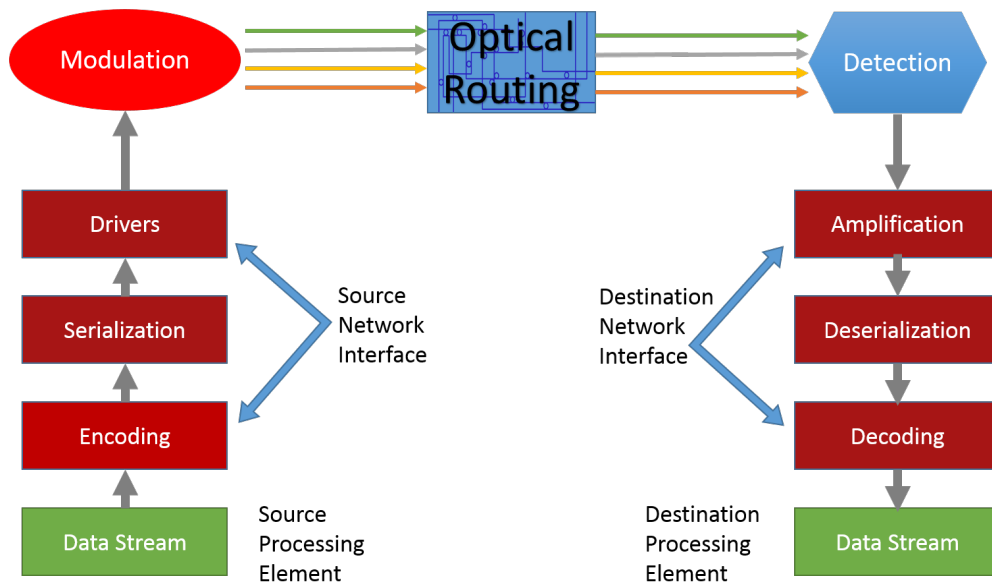 Modulation
Optical
Routing
Detection
Drivers
Amplification
Source
Network
Interface
Destination
Network
Interface
Serialization
Deserialization
Encoding
Decoding
Data Stream
Source
Processing
Element
Destination
Processing
Element
Data Stream